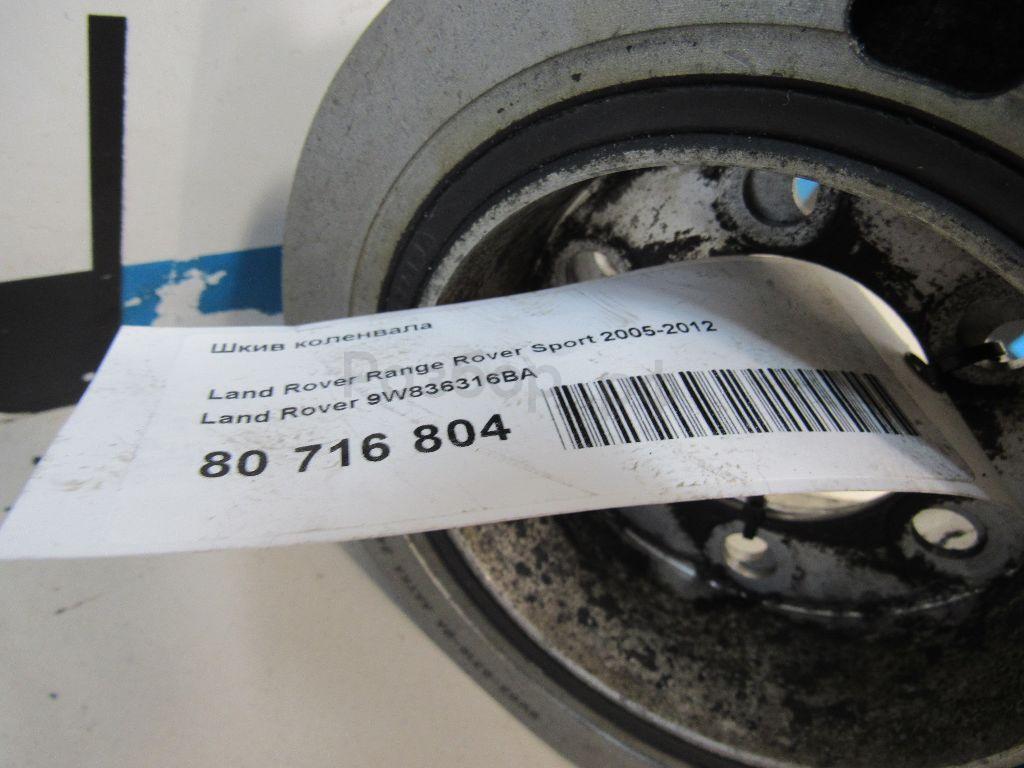 Шкив коленвала
Land Rover Range Rover Sport 2005-2012
Land Rover 9W836316BA
80 716 804